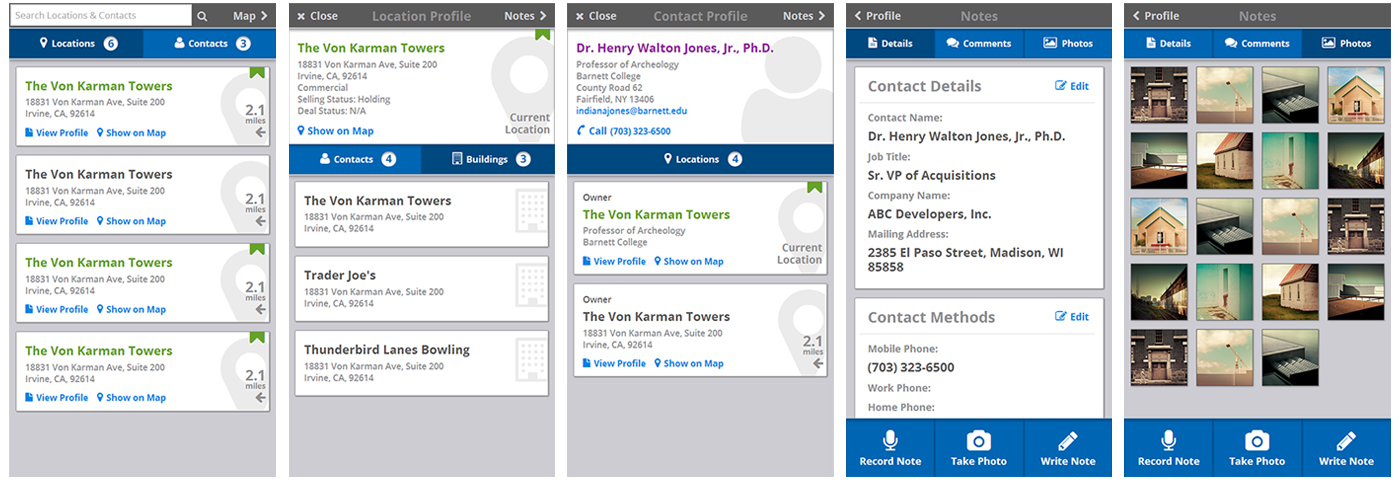 Search Locations & Contacts
Map
Locations 6
Contacts 3
The Von Karman Towers
18831 Von Karman Ave, Suite 200
Irvine, CA, 92614
View Profile Show on Map
2.1
miles
The Von Karman Towers
18831 Von Karman Ave, Suite 200
Irvine, CA, 92614
View Profile Show on Map
2.1
miles
The Von Karman Towers
18831 Von Karman Ave, Suite 200
Irvine, CA, 92614
View Profile Show on Map
2.1
miles
The Von Karman Towers
18831 Von Karman Ave, Suite 200
Irvine, CA, 92614
View Profile Show on Map
2.1
miles
Close
Location Profile
Notes
The Von Karman Towers
18831 Von Karman Ave, Suite 200
Irvine, CA, 92614
Commercial
Selling Status: Holding
Deal Status: N/A
Show on Map
Current
Location
Contacts 4
Buildings 3
The Von Karman Towers
18831 Von Karman Ave, Suite 200
Irvine, CA, 92614
Trader Joe's
18831 Von Karman Ave, Suite 200
Irvine, CA, 92614
Thunderbird Lanes Bowling
18831 Von Karman Ave, Suite 200
Irvine, CA, 92614
Close
Contact Profile
Notes
Dr. Henry Walton Jones, Jr., Ph.D.
Professor of Archeology
Barnett College
County Road 62
Fairfield, NY 13406
indianajones@barnett.edu
Call (703) 323-6500
Locations 4
Owner
The Von Karman Towers
Professor of Archeology
Barnett College
View Profile Show on Map
Current
Location
Owner
The Von Karman Towers
18831 Von Karman Ave, Suite 200
Irvine, CA, 92614
View Profile Show on Map
2.1
miles
Profile
Notes
Details
Comments
Photos
Contact Details
Edit
Contact Name:
Dr. Henry Walton Jones, Jr., Ph.D.
Job Title:
Sr. VP of Acquisitions
Company Name:
ABC Developers, Inc.
Mailing Address:
2385 El Paso Street, Madison, WI
85858
Contact Methods
Edit
Mobile Phone:
(703) 323-6500
Work Phone:
Home Phone:
Record Note
Take Photo
Write Note
Profile
Notes
Details
Comments
Photos
Record Note
Take Photo
Write Note